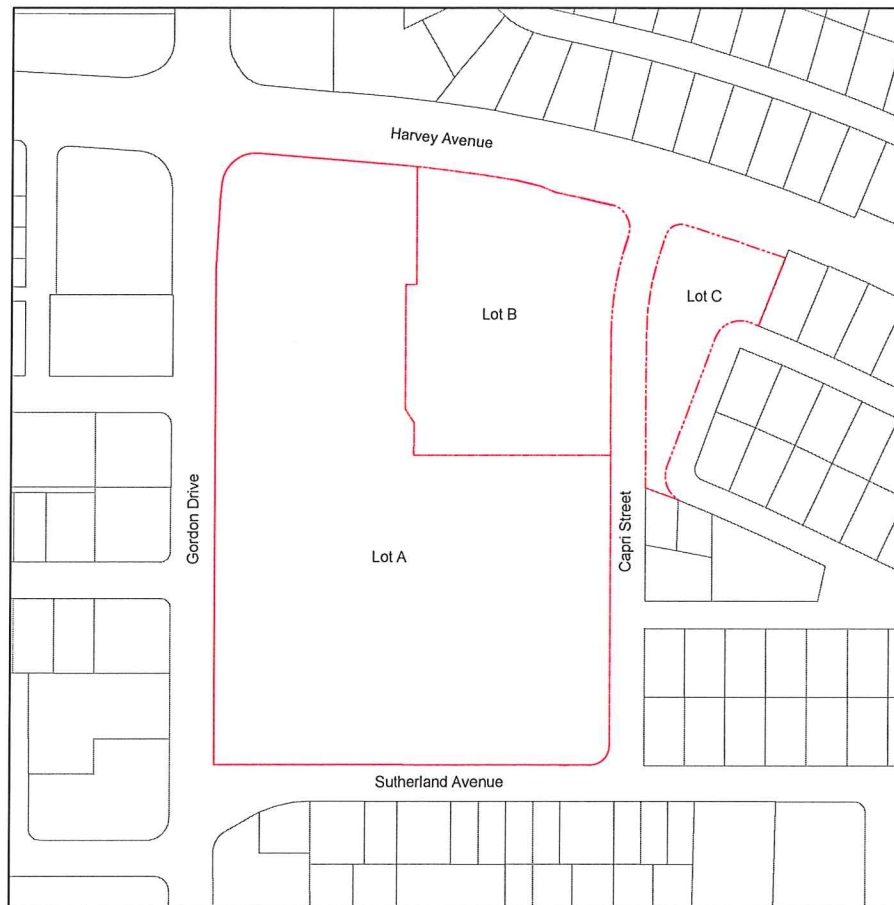 Harvey Avenue
Lot C
Lot B
Gordon Drive
Capri Street
Lot A
Sutherland Avenue